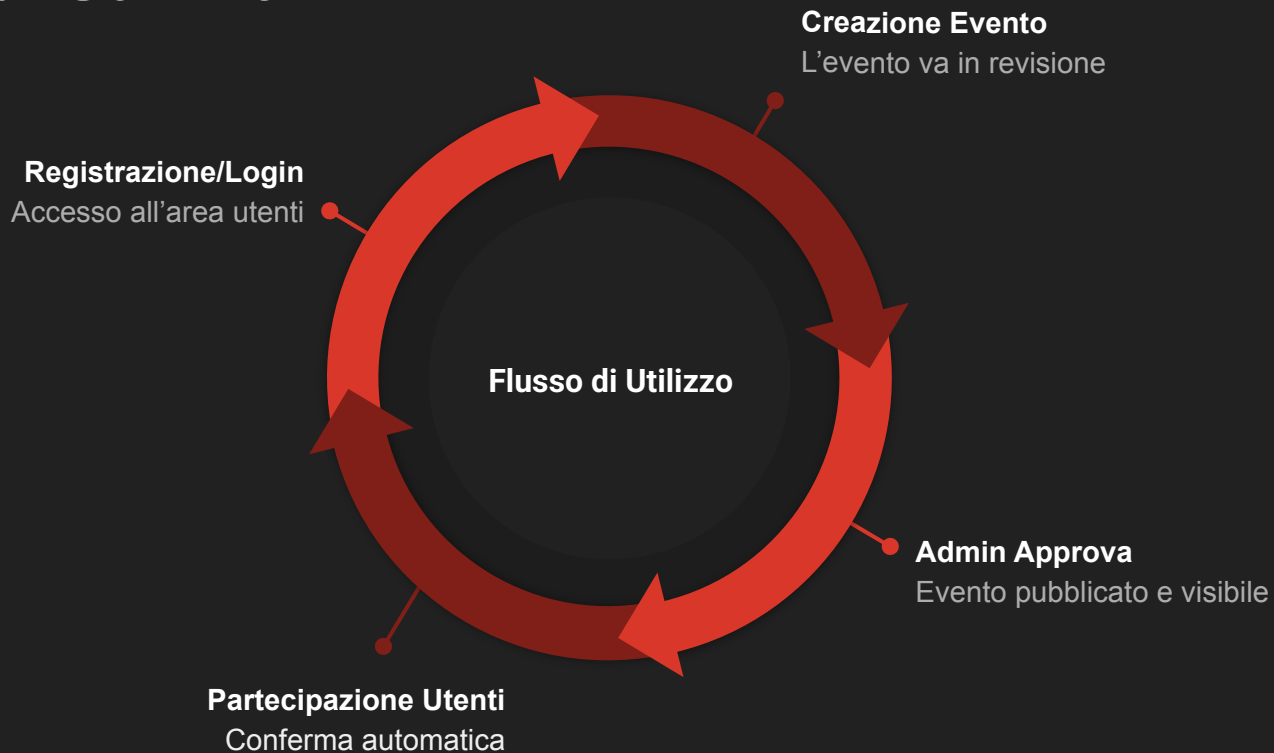 Creazione Evento
L’evento va in revisione
Registrazione/Login
Accesso all’area utenti
Flusso di Utilizzo
Admin Approva
Evento pubblicato e visibile
Partecipazione Utenti
Conferma automatica